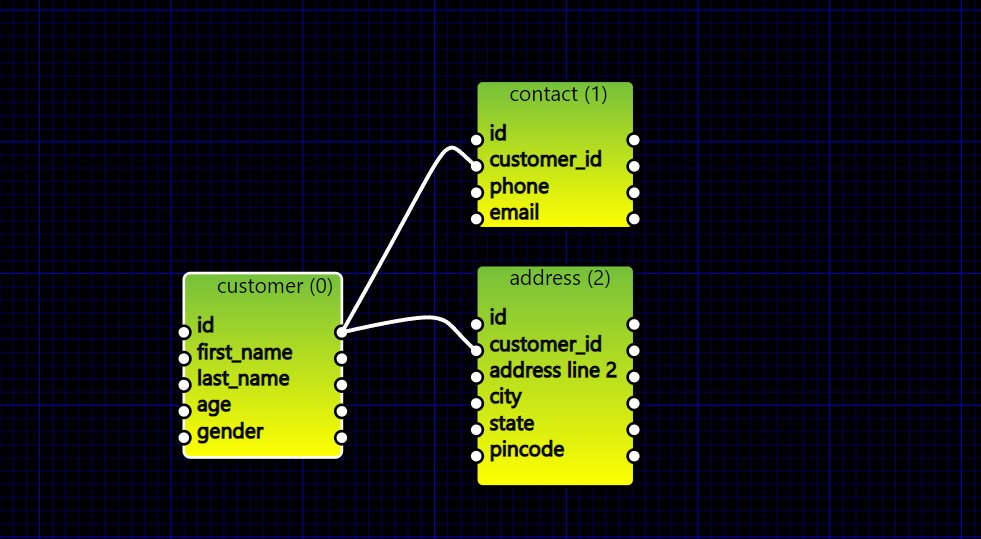 contact (1)
id
customer_id
phone
email
customer (0)
id
first_name
last_name
age
gender
address (2)
id
customer_id
address line 2
city
state
pincode